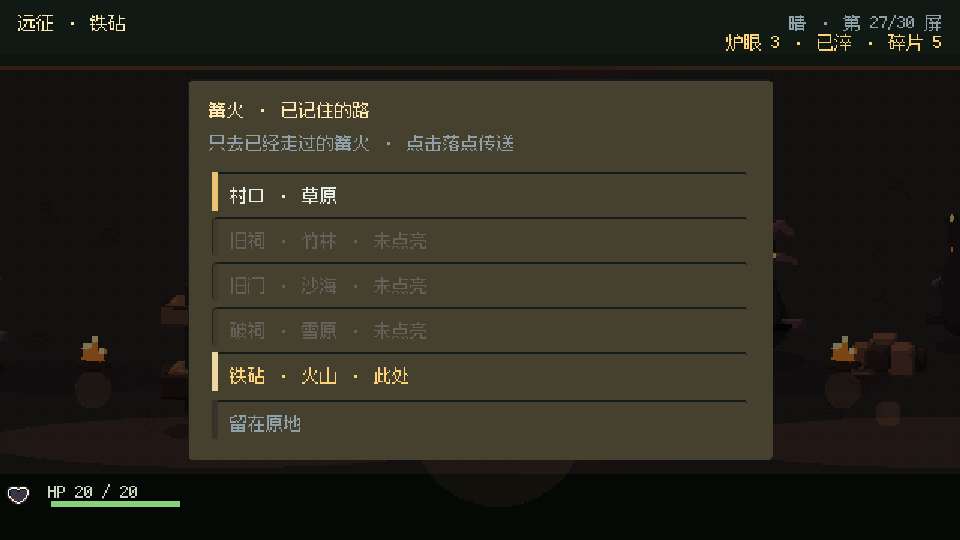 远征 · 铁砧
晴 · 第 27/30 屏
炉眼 3 · 已淬 · 碎片 5
篝火 · 已记住的路
只去已经走过的篝火 · 点击落点传送
村口 · 草原
旧祠 · 竹林 · 未点亮
旧门 · 沙海 · 未点亮
破祠 · 雪原 · 未点亮
铁砧 · 火山 · 此处
留在原地
HP 20 / 20